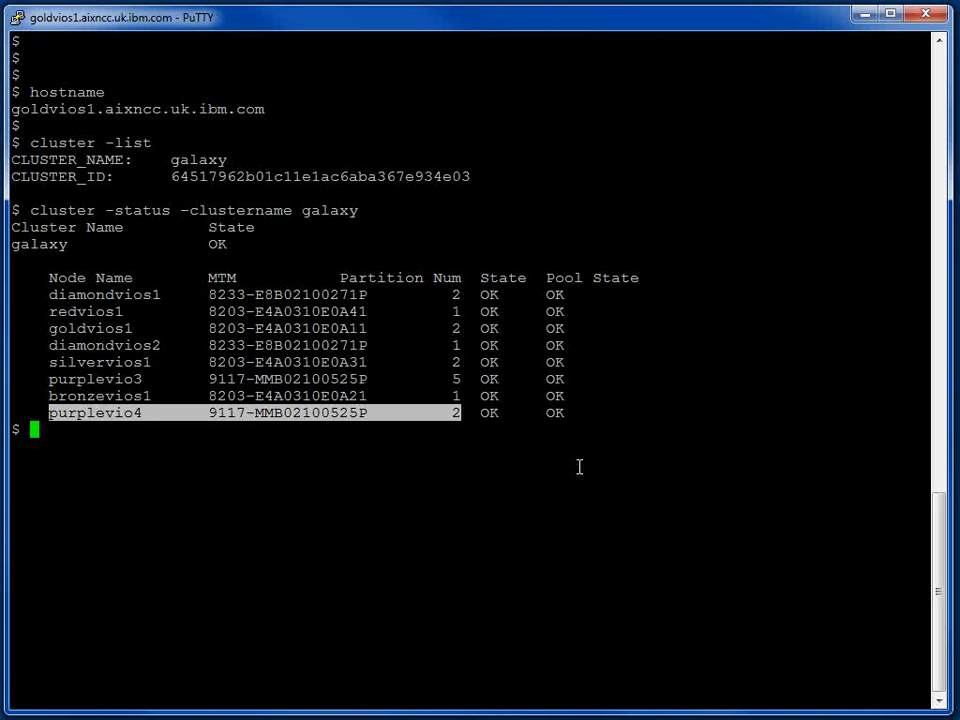 goldvios1.aixncc.uk.ibm.com - PuTTY
$
$
$
$ hostname
goldvios1.aixncc.uk.ibm.com
$
$ cluster -list
CLUSTER_NAME:    galaxy
CLUSTER_ID:      64517962b01c11e1ac6aba367e934e03
$ cluster -status -clustername galaxy
Cluster Name         State
galaxy               OK
Node Name        MTM           Partition Num  State  Pool State
diamondvios1     8233-E8B02100271P         2  OK     OK
redvios1         8203-E4A0310E0A41         1  OK     OK
goldvios1        8203-E4A0310E0A11         2  OK     OK
diamondvios2     8233-E8B02100271P         1  OK     OK
silvervios1      8203-E4A0310E0A31         2  OK     OK
purplevio3       9117-MMB02100525P         5  OK     OK
bronzevios1      8203-E4A0310E0A21         1  OK     OK
purplevio4       9117-MMB02100525P         2  OK     OK
$